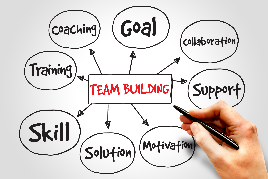 Coaching
Goal
Collaboration
Training
TEAM BUILDING
Support
Skill
Solution
Motivation